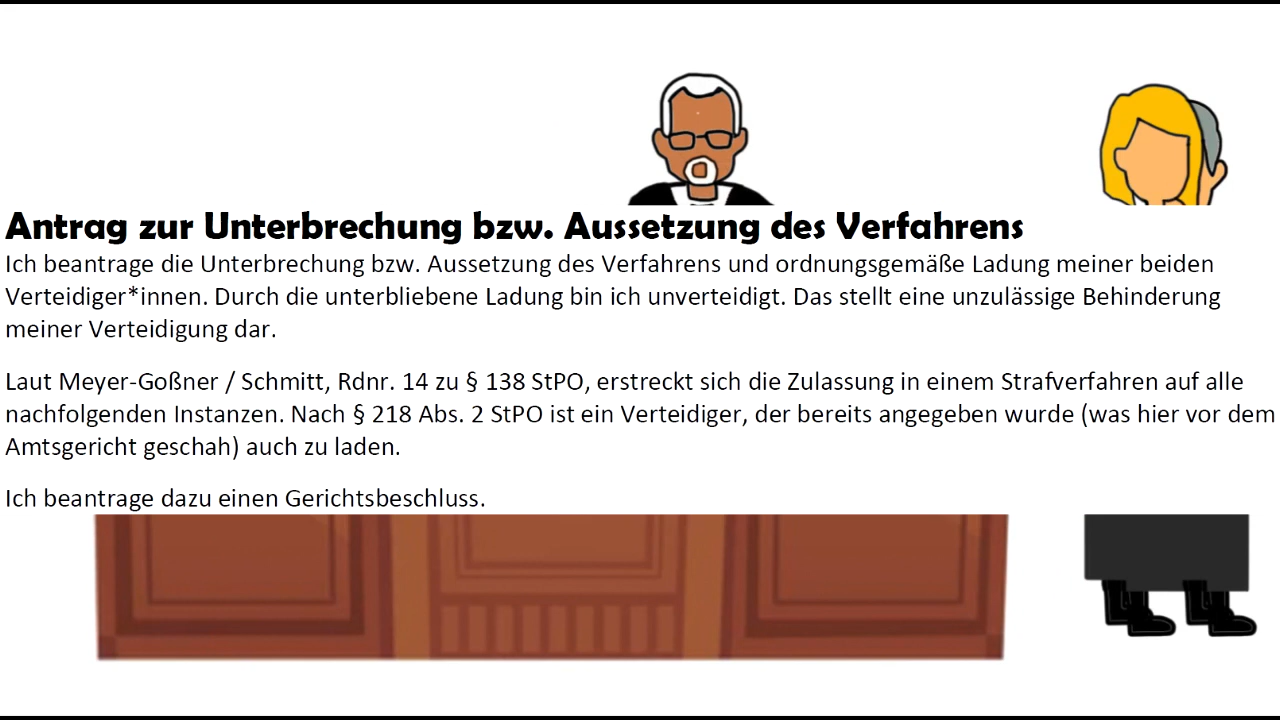 Antrag zur Unterbrechung bzw. Aussetzung des Verfahrens
Ich beantrage die Unterbrechung bzw. Aussetzung des Verfahrens und ordnungsgemäße Ladung meiner beiden
Verteidiger*innen. Durch die unterbliebene Ladung bin ich unverteidigt. Das stellt eine unzulässige Behinderung
meiner Verteidigung dar.
Laut Meyer-Goßner / Schmitt, Rdnr. 14 zu § 138 StPO, erstreckt sich die Zulassung in einem Strafverfahren auf alle
nachfolgenden Instanzen. Nach § 218 Abs. 2 StPO ist ein Verteidiger, der bereits angegeben wurde (was hier vor dem
Amtsgericht geschah) auch zu laden.
Ich beantrage dazu einen Gerichtsbeschluss.